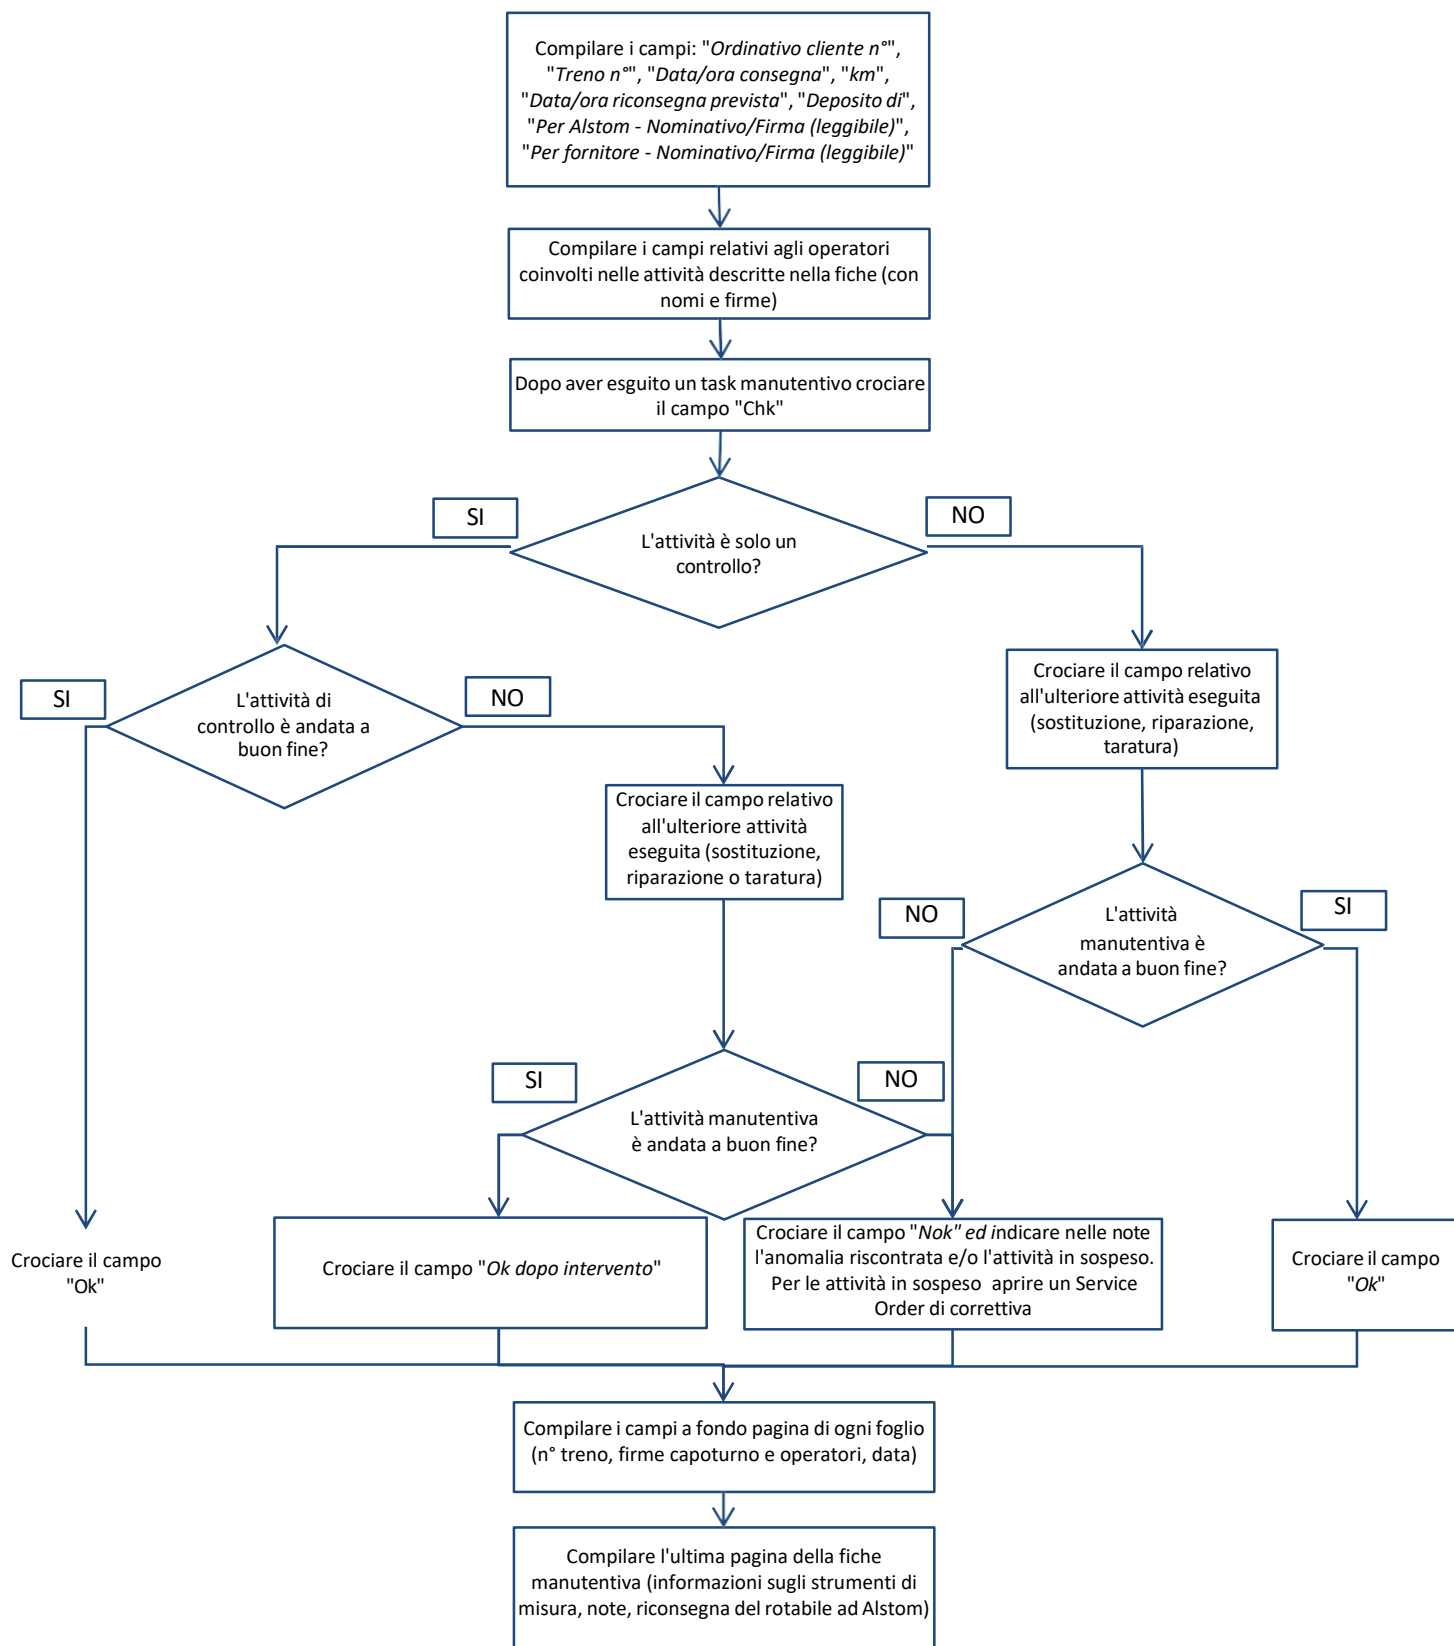 Compilare i campi: "Ordinativo cliente n°",
"Treno n°", "Data/ora consegna", "km",
"Data/ora riconsegna prevista", "Deposito di",
"Per Alstom - Nominativo/Firma (leggibile)",
"Per fornitore - Nominativo/Firma (leggibile)"
Compilare i campi relativi agli operatori
coinvolti nelle attività descritte nella fiche (con
nomi e firme)
Dopo aver esguito un task manutentivo crociare
il campo "Chk"
SI
NO
L'attività è solo un
controllo?
SI
L'attività di
controllo è andata a
buon fine?
NO
Crociare il campo relativo
all'ulteriore attività eseguita
(sostituzione, riparazione,
taratura)
Crociare il campo relativo
all'ulteriore attività
eseguita (sostituzione,
riparazione o taratura)
NO
L'attività
manutentiva è
andata a buon fine?
SI
SI
L'attività manutentiva
è andata a buon fine?
NO
Crociare il campo
"Ok"
Crociare il campo "Ok dopo intervento"
Crociare il campo "Nok" ed indicare nelle note
l'anomalia riscontrata e/o l'attività in sospeso.
Per le attività in sospeso aprire un Service
Order di correttiva
Crociare il campo
"Ok"
Compilare i campi a fondo pagina di ogni foglio
(n° treno, firme capoturno e operatori, data)
Compilare l'ultima pagina della fiche
manutentiva (informazioni sugli strumenti di
misura, note, riconsegna del rotabile ad Alstom)